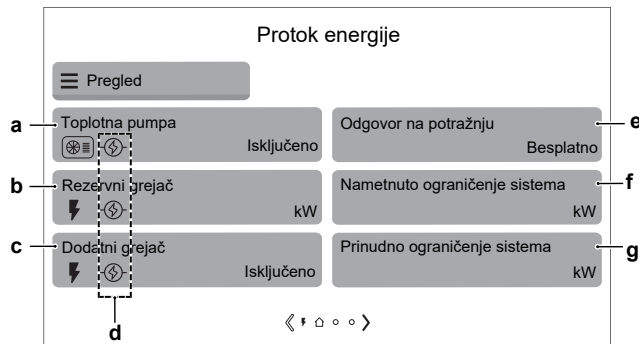 Protok energije
Pregled
a
Toplotna pumpa
Isključeno
Odgovor na potražnju
Besplatno
e
b
Rezervni grejač
kW
Nametnuto ograničenje sistema
kW
f
c
Dodatni grejač
Isključeno
Prinudno ograničenje sistema
kW
g
d